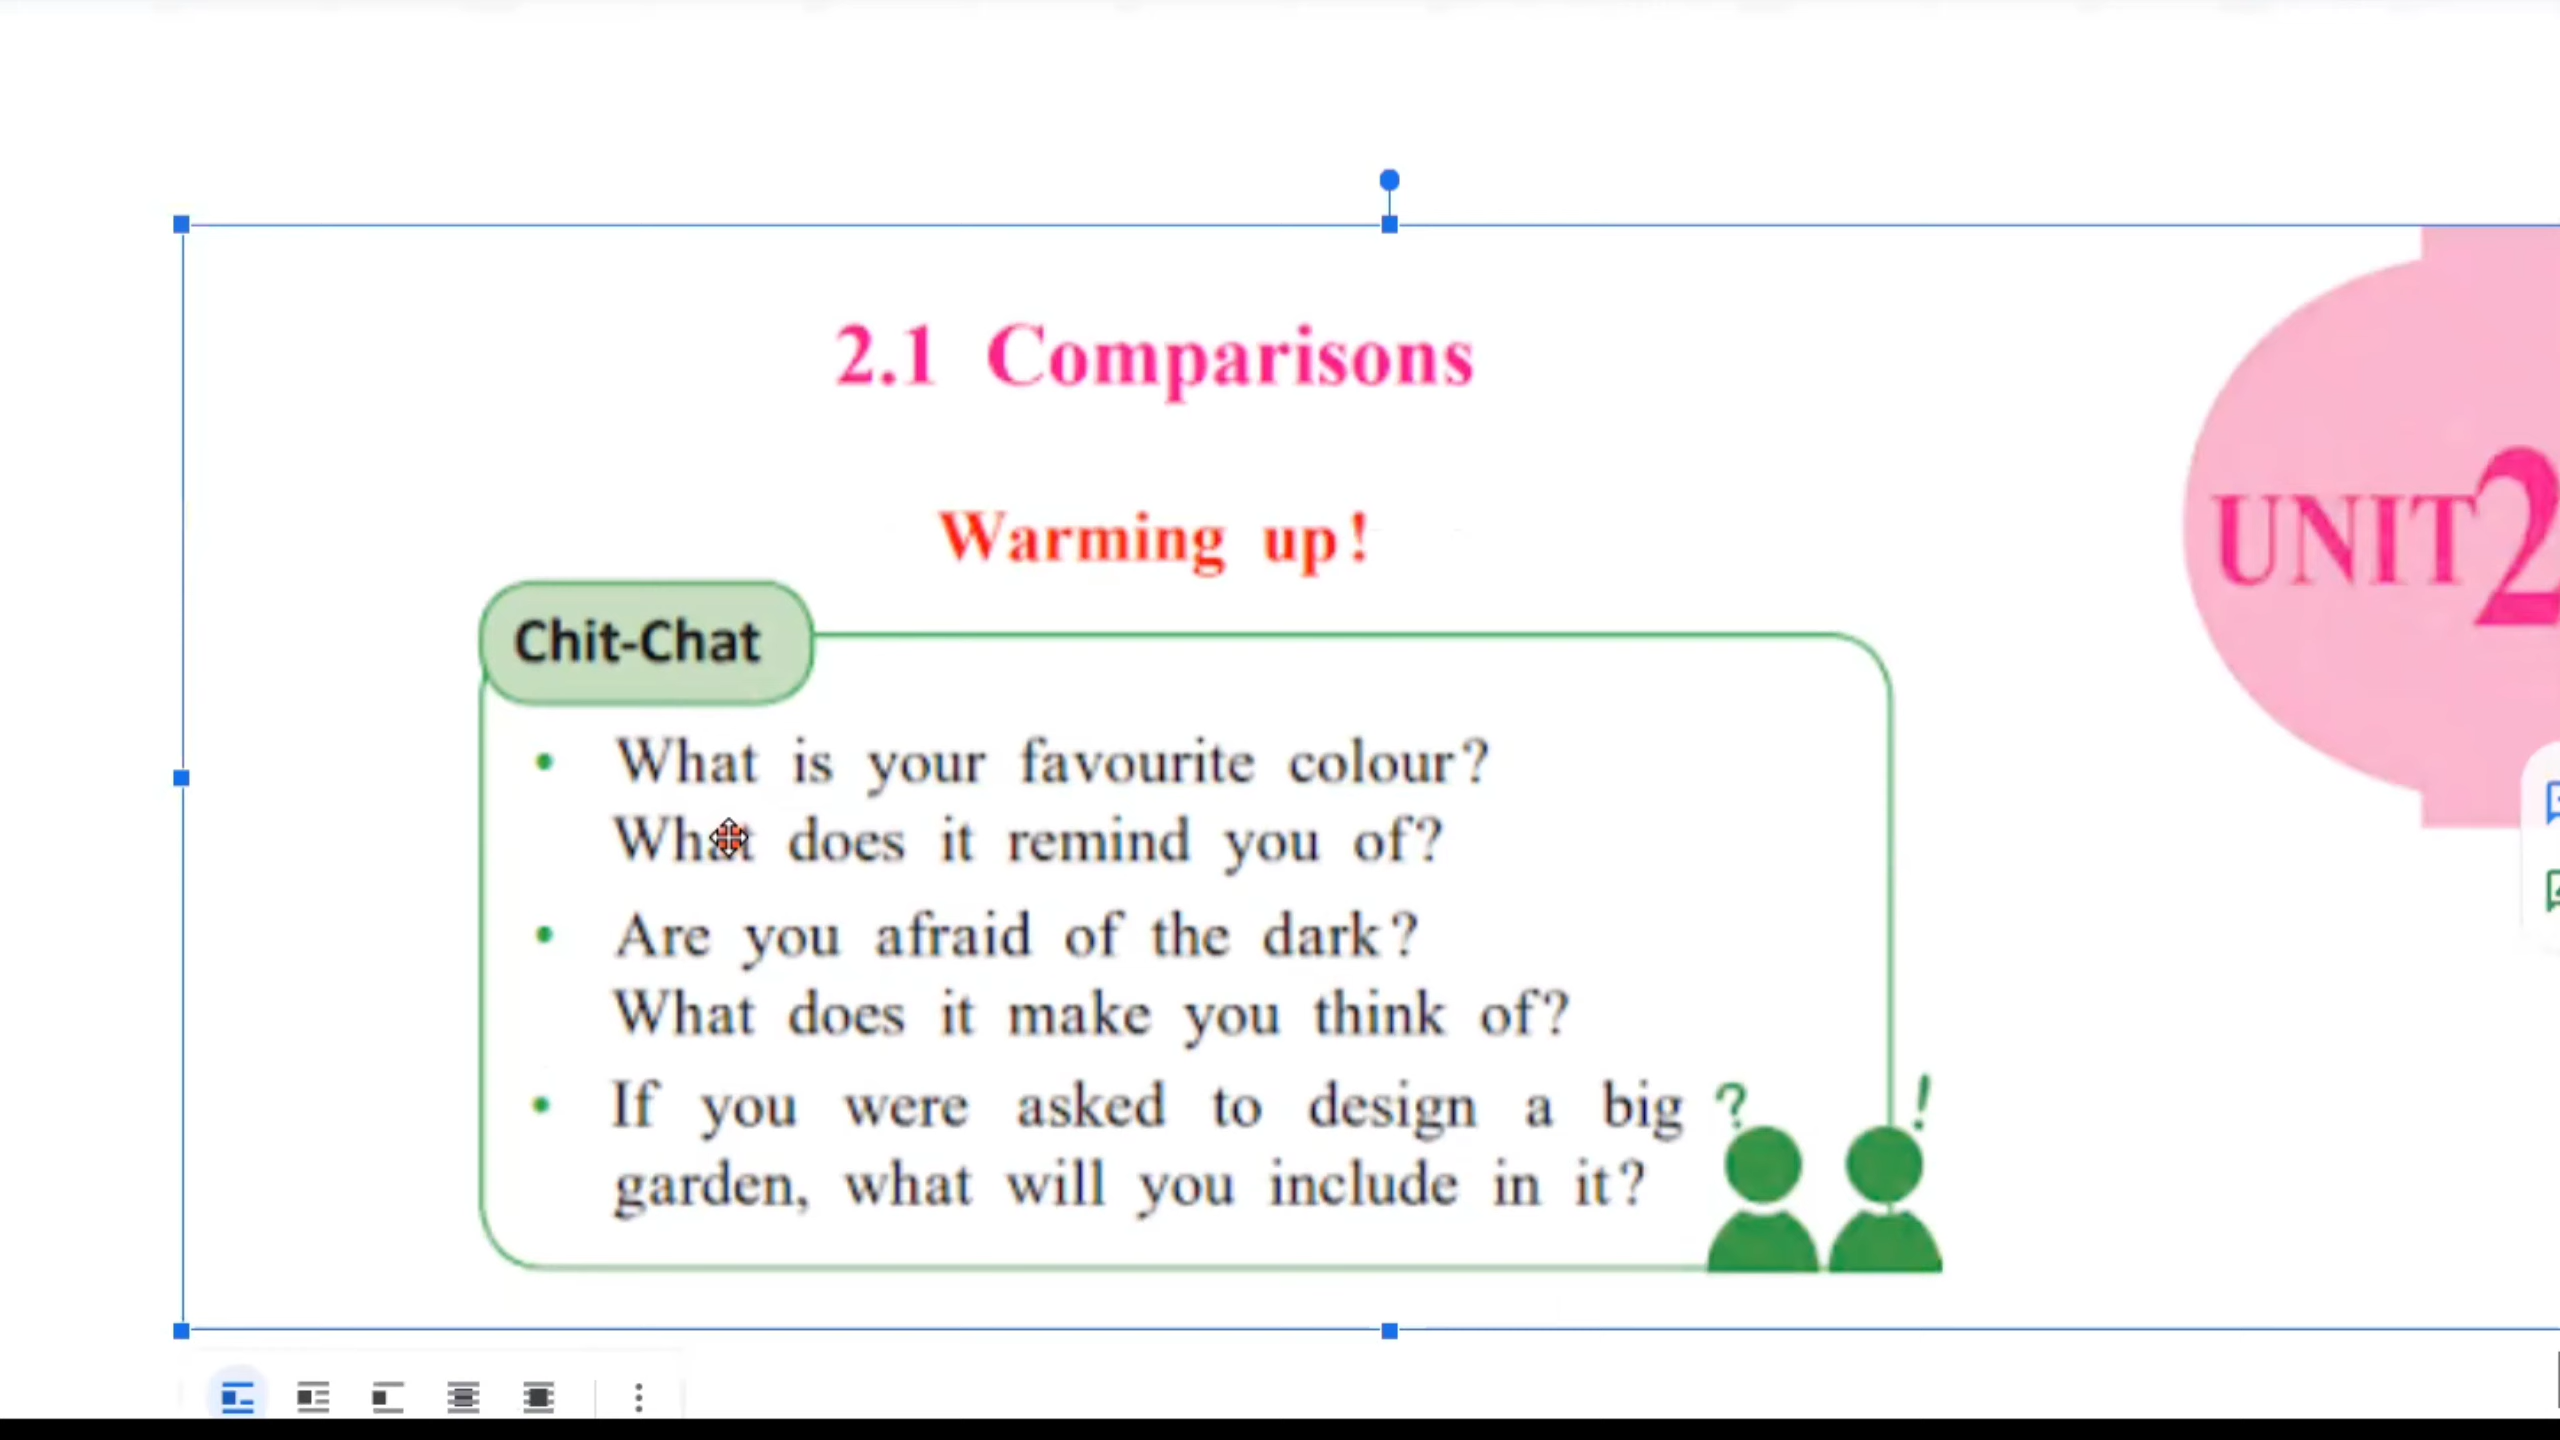 2.1 Comparisons
UNIT 2
Warming up!
Chit-Chat
• What is your favourite colour?
What does it remind you of?
• Are you afraid of the dark?
What does it make you think of?
• If you were asked to design a big
garden, what will you include in it?
? !